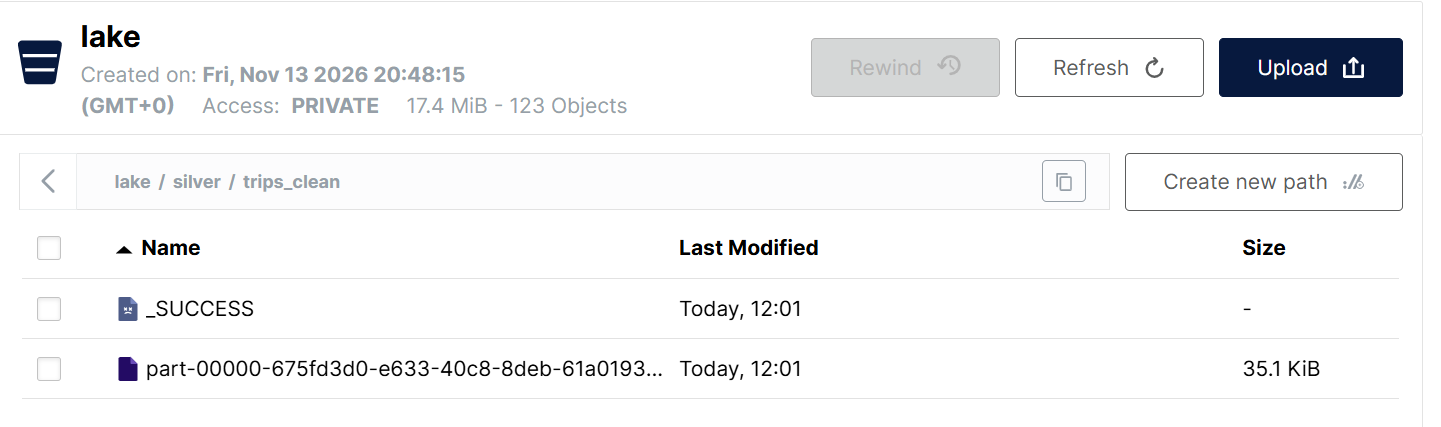 lake
Created on: Fri, Nov 13 2026 20:48:15
(GMT+0) Access: PRIVATE 17.4 MiB - 123 Objects
Rewind
Refresh
Upload
lake / silver / trips_clean
Create new path
Name Last Modified Size
_SUCCESS Today, 12:01 -
part-00000-675fd3d0-e633-40c8-8deb-61a0193... Today, 12:01 35.1 KiB